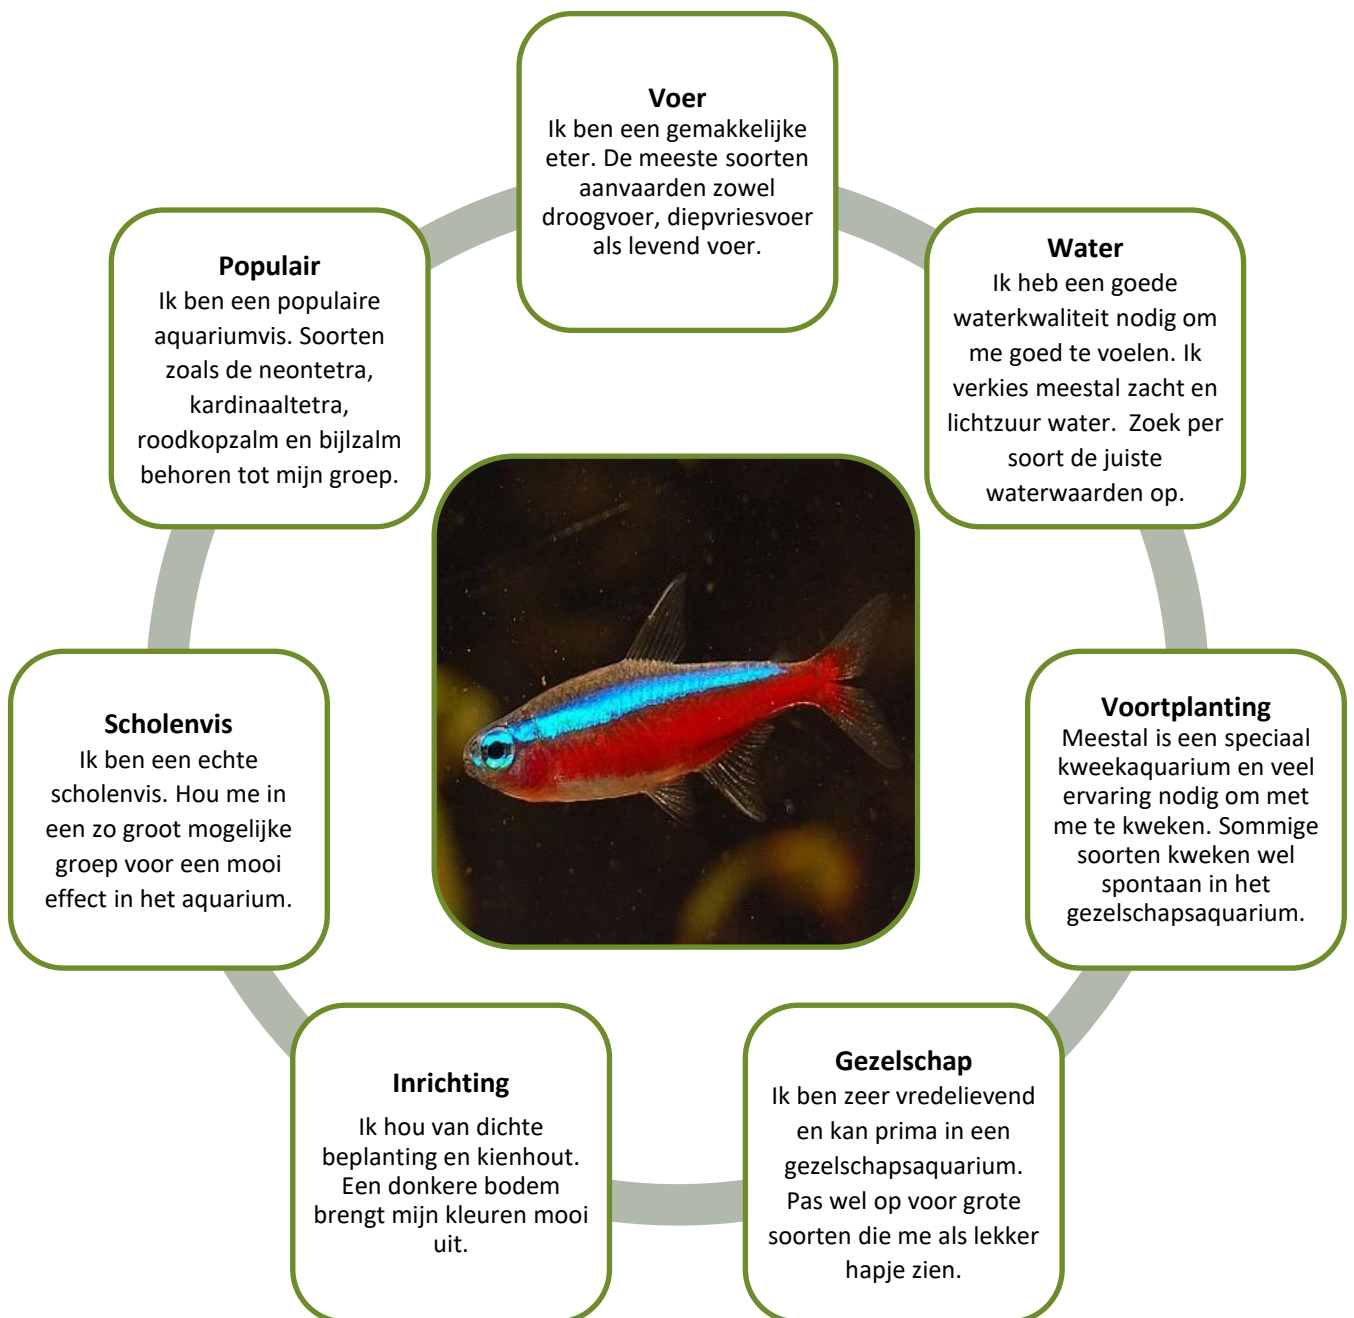 Voer
Ik ben een gemakkelijke
eter. De meeste soorten
aanvaarden zowel
droogvoer, diepvriesvoer
als levend voer.
Water
Ik heb een goede
waterkwaliteit nodig om
me goed te voelen. Ik
verkies meestal zacht en
lichtzuur water.  Zoek per
soort de juiste
waterwaarden op.
Voortplanting
Meestal is een speciaal
kweekaquarium en veel
ervaring nodig om met
me te kweken. Sommige
soorten kweken wel
spontaan in het
gezelschapsaquarium.
Gezelschap
Ik ben zeer vredelievend
en kan prima in een
gezelschapsaquarium.
Pas wel op voor grote
soorten die me als lekker
hapje zien.
Inrichting
Ik hou van dichte
beplanting en kienhout.
Een donkere bodem
brengt mijn kleuren mooi
uit.
Scholenvis
Ik ben een echte
scholenvis. Hou me in
een zo groot mogelijke
groep voor een mooi
effect in het aquarium.
Populair
Ik ben een populaire
aquariumvis. Soorten
zoals de neontetra,
kardinaaltetra,
roodkopzalm en bijlzalm
behoren tot mijn groep.